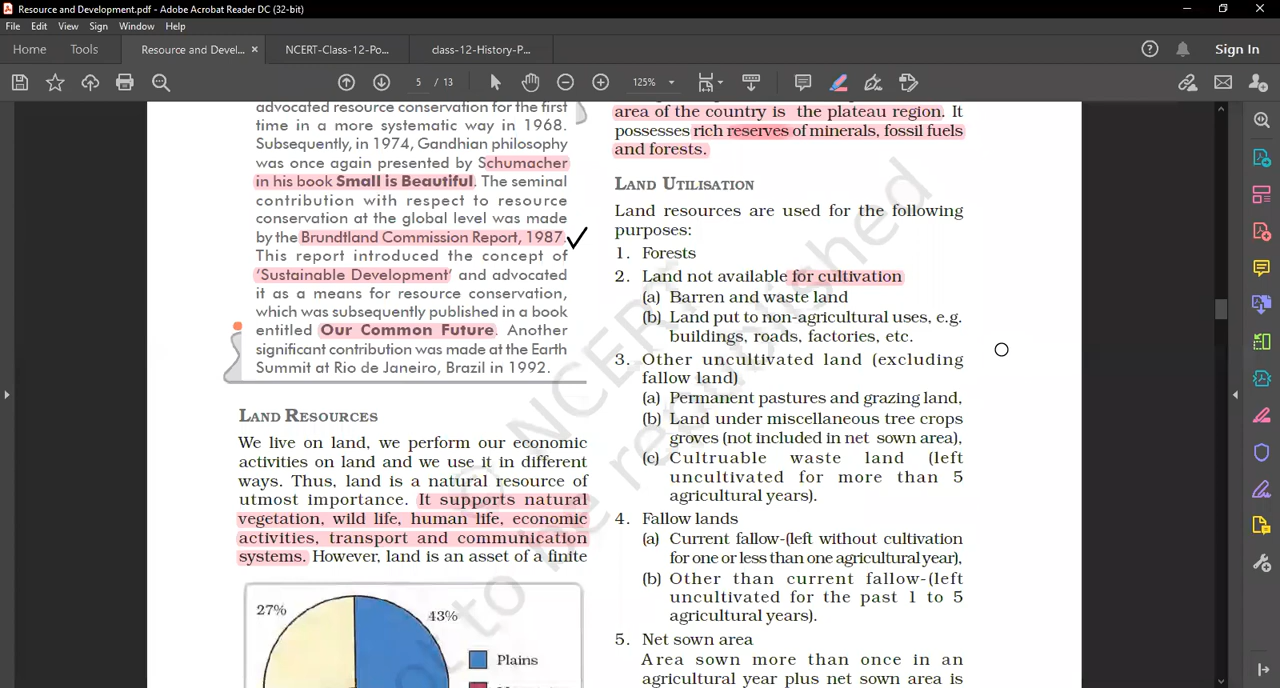 Resource and Development.pdf - Adobe Acrobat Reader DC (32-bit)
File Edit View Sign Window Help
Home Tools Resource and Devel... × NCERT-Class-12-Po... class-12-History-P... Sign In
5 / 13 125%
advocated resource conservation for the first
time in a more systematic way in 1968.
Subsequently, in 1974, Gandhian philosophy
was once again presented by Schumacher
in his book Small is Beautiful. The seminal
contribution with respect to resource
conservation at the global level was made
by the Brundtland Commission Report, 1987.
This report introduced the concept of
‘Sustainable Development’ and advocated
it as a means for resource conservation,
which was subsequently published in a book
entitled Our Common Future. Another
significant contribution was made at the Earth
Summit at Rio de Janeiro, Brazil in 1992.
LAND RESOURCES
We live on land, we perform our economic
activities on land and we use it in different
ways. Thus, land is a natural resource of
utmost importance. It supports natural
vegetation, wild life, human life, economic
activities, transport and communication
systems. However, land is an asset of a finite
27%
43%
Plains
area of the country is the plateau region. It
possesses rich reserves of minerals, fossil fuels
and forests.
LAND UTILISATION
Land resources are used for the following
purposes:
1. Forests
2. Land not available for cultivation
(a) Barren and waste land
(b) Land put to non-agricultural uses, e.g.
buildings, roads, factories, etc.
3. Other uncultivated land (excluding
fallow land)
(a) Permanent pastures and grazing land,
(b) Land under miscellaneous tree crops
groves (not included in net sown area),
(c) Cultruable waste land (left
uncultivated for more than 5
agricultural years).
4. Fallow lands
(a) Current fallow-(left without cultivation
for one or less than one agricultural year),
(b) Other than current fallow-(left
uncultivated for the past 1 to 5
agricultural years).
5. Net sown area
Area sown more than once in an
agricultural year plus net sown area is
© NCERT
not to be republished